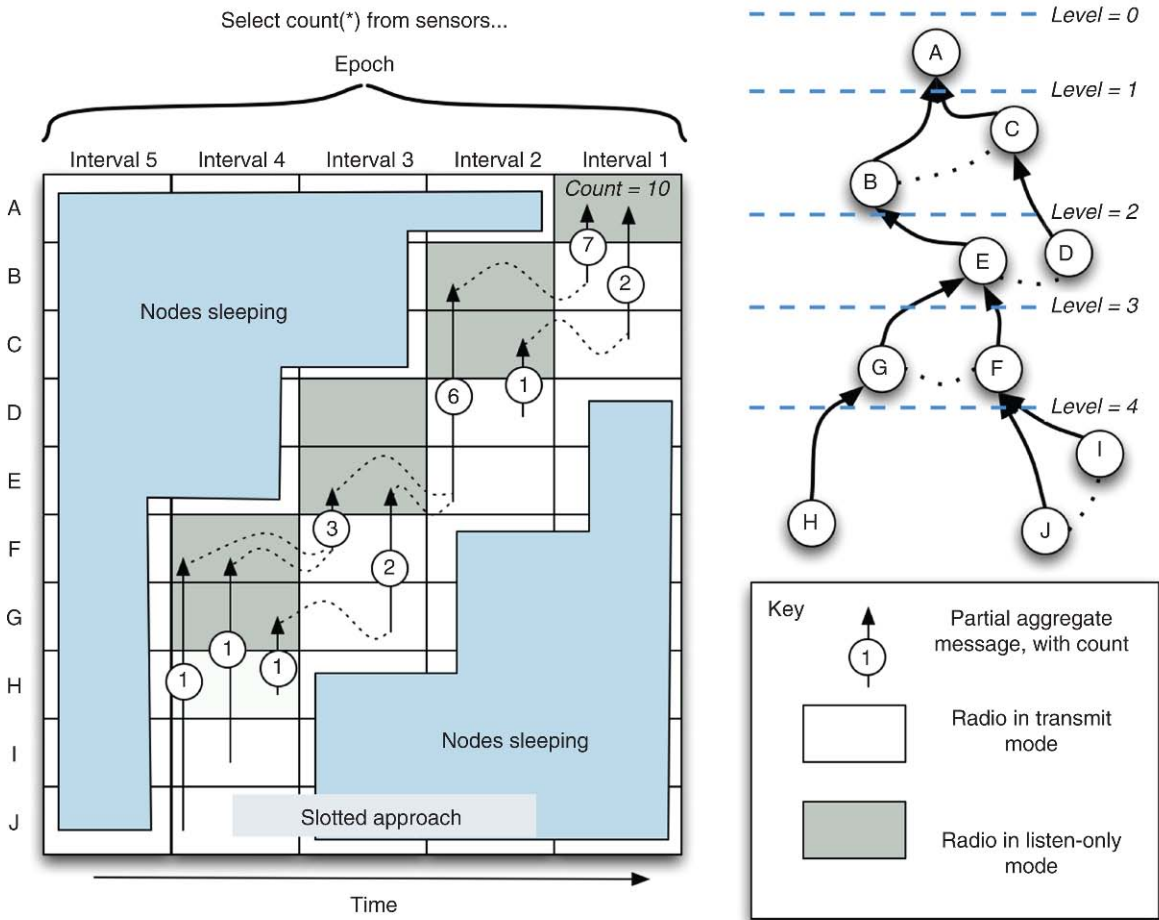 Select count(*) from sensors...
Epoch
Interval 5 Interval 4 Interval 3 Interval 2 Interval 1
A
Count = 10
7
B
2
Nodes sleeping
C
1
D
6
E
F
3
2
G
1
1
H
1
I
Nodes sleeping
J
Slotted approach
Time
Level = 0
A
Level = 1
C
B
Level = 2
E
D
Level = 3
G
F
Level = 4
I
H
J
Key
Partial aggregate
message, with count
1
Radio in transmit
mode
Radio in listen-only
mode